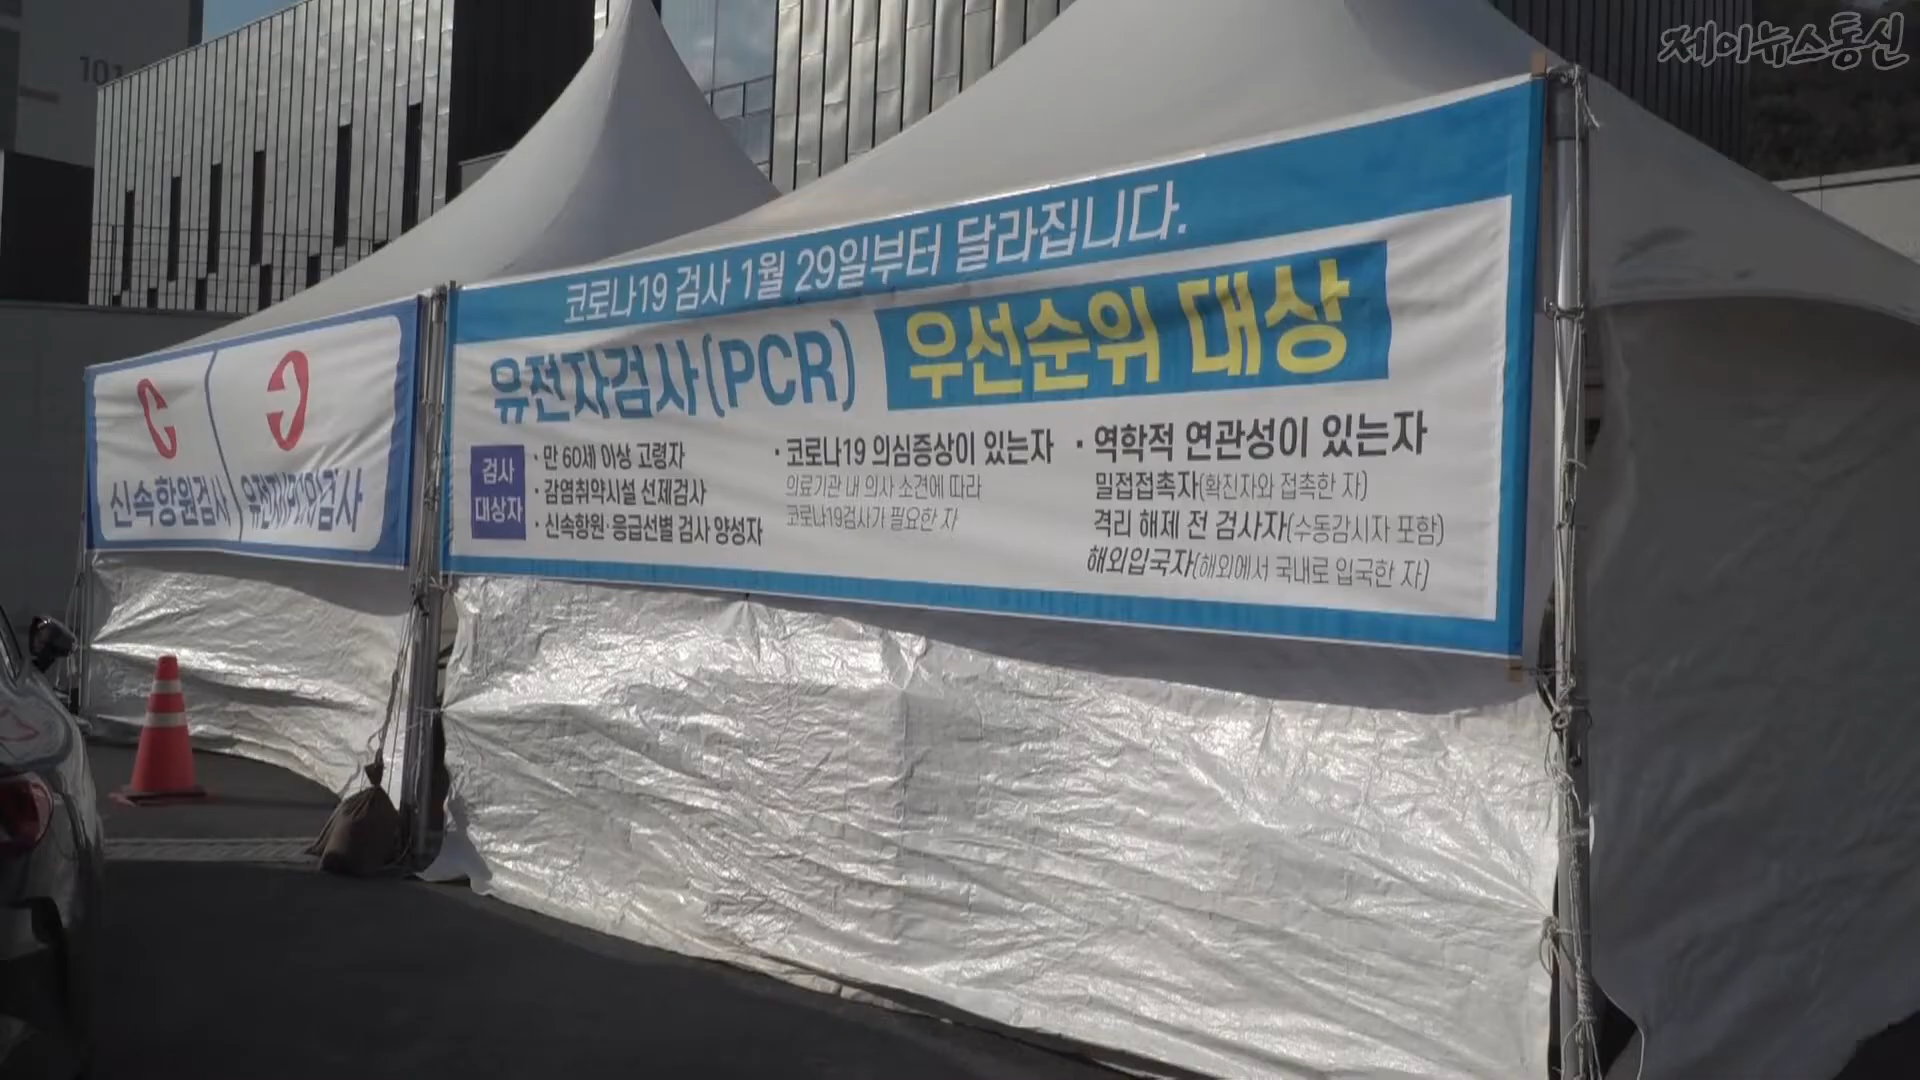 제이뉴스통신
101
코로나19 검사 1월 29일부터 달라집니다.
유전자검사(PCR) 우선순위 대상
검사
대상자
· 만 60세 이상 고령자
· 감염취약시설 선제검사
· 신속항원·응급선별 검사 양성자
· 코로나19 의심증상이 있는자
의료기관 내 의사 소견에 따라
코로나19검사가 필요한 자
· 역학적 연관성이 있는자
밀접접촉자(확진자와 접촉한 자)
격리 해제 전 검사자(수동감시자 포함)
해외입국자(해외에서 국내로 입국한 자)
신속항원검사
유전자(PCR)검사